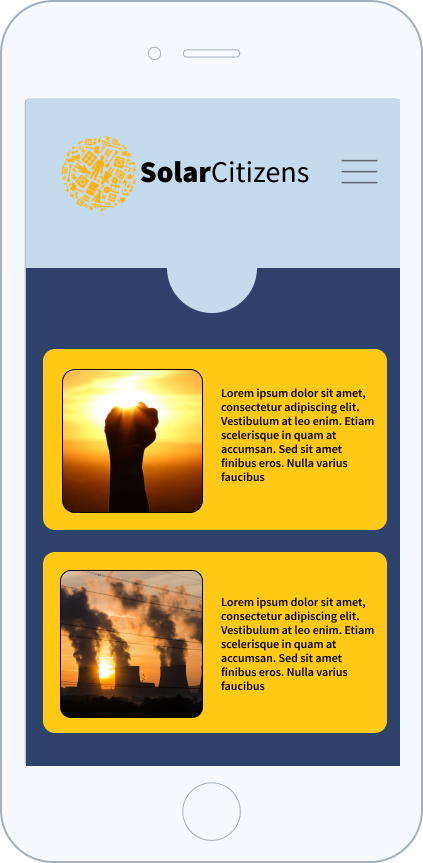 SolarCitizens
Lorem ipsum dolor sit amet,
consectetur adipiscing elit.
Vestibulum at leo enim. Etiam
scelerisque in quam at
accumsan. Sed sit amet
finibus eros. Nulla varius
faucibus
Lorem ipsum dolor sit amet,
consectetur adipiscing elit.
Vestibulum at leo enim. Etiam
scelerisque in quam at
accumsan. Sed sit amet
finibus eros. Nulla varius
faucibus